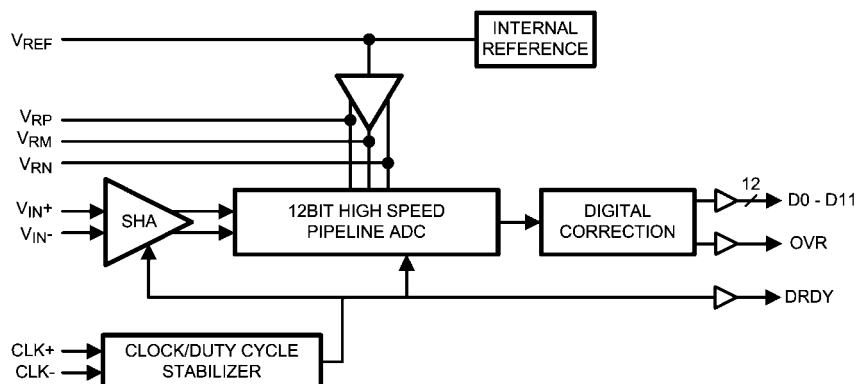 VREF
INTERNAL
REFERENCE
VRP
VRM
VRN
VIN+
VIN-
SHA
12BIT HIGH SPEED
PIPELINE ADC
DIGITAL
CORRECTION
12
D0 - D11
OVR
DRDY
CLK+
CLK-
CLOCK/DUTY CYCLE
STABILIZER